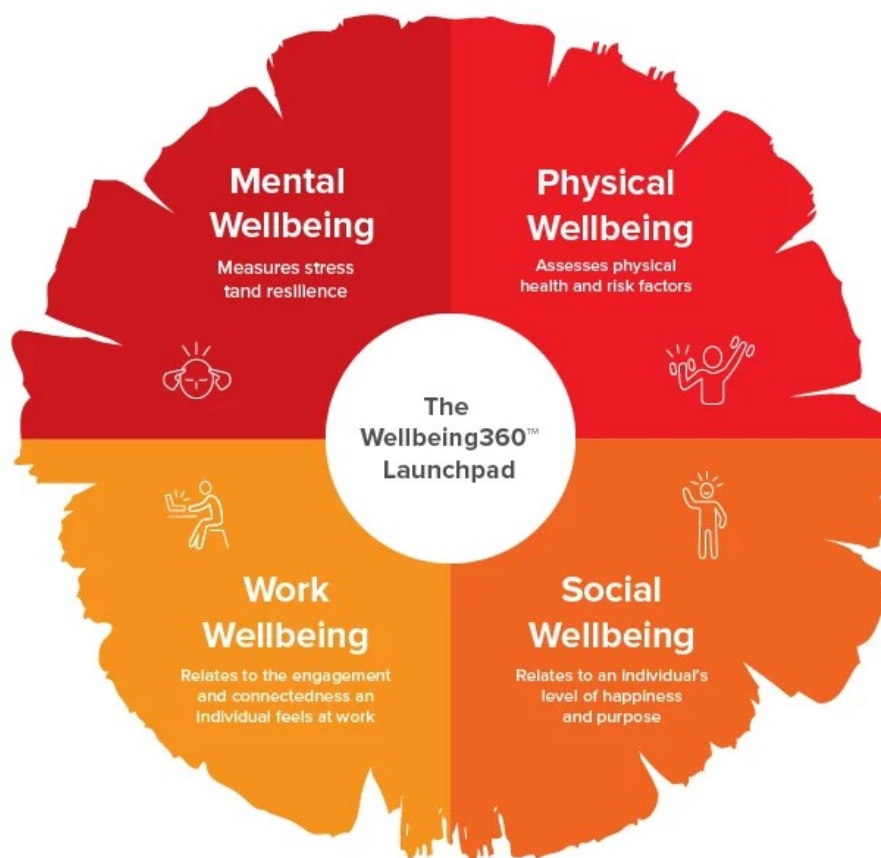 Mental
Wellbeing
Measures stress
tand resilience
Physical
Wellbeing
Assesses physical
health and risk factors
The
Wellbeing360™
Launchpad
Work
Wellbeing
Relates to the engagement
and connectedness an
individual feels at work
Social
Wellbeing
Relates to an individual's
level of happiness
and purpose